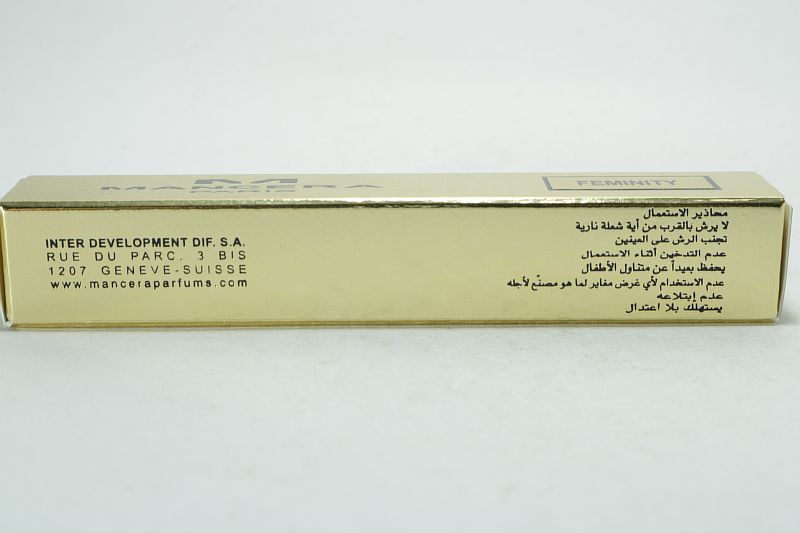 MANCERA
PARIS
FEMINITY
INTER DEVELOPMENT DIF. S.A.
RUE DU PARC. 3 BIS
1207 GENEVE-SUISSE
www.manceraparfums.com
محاذير الاستعمال
لا يرش بالقرب من أية شعلة نارية
تجنب الرش على العينين
عدم التدخين أثناء الاستعمال
يحفظ بعيداً عن متناول الأطفال
عدم الاستخدام لأي غرض مغاير لما هو مصنّع لأجله
عدم إبتلاعه
يستهلك بلا اعتدال